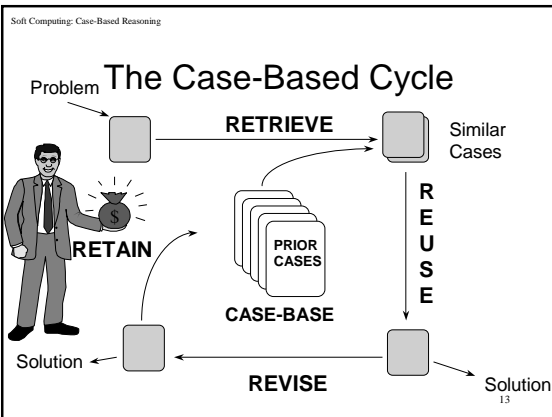 Soft Computing: Case-Based Reasoning
The Case-Based Cycle
Problem
RETRIEVE
Similar
Cases
R
E
U
S
E
$
RETAIN
PRIOR
CASES
CASE-BASE
Solution
REVISE
Solution
13